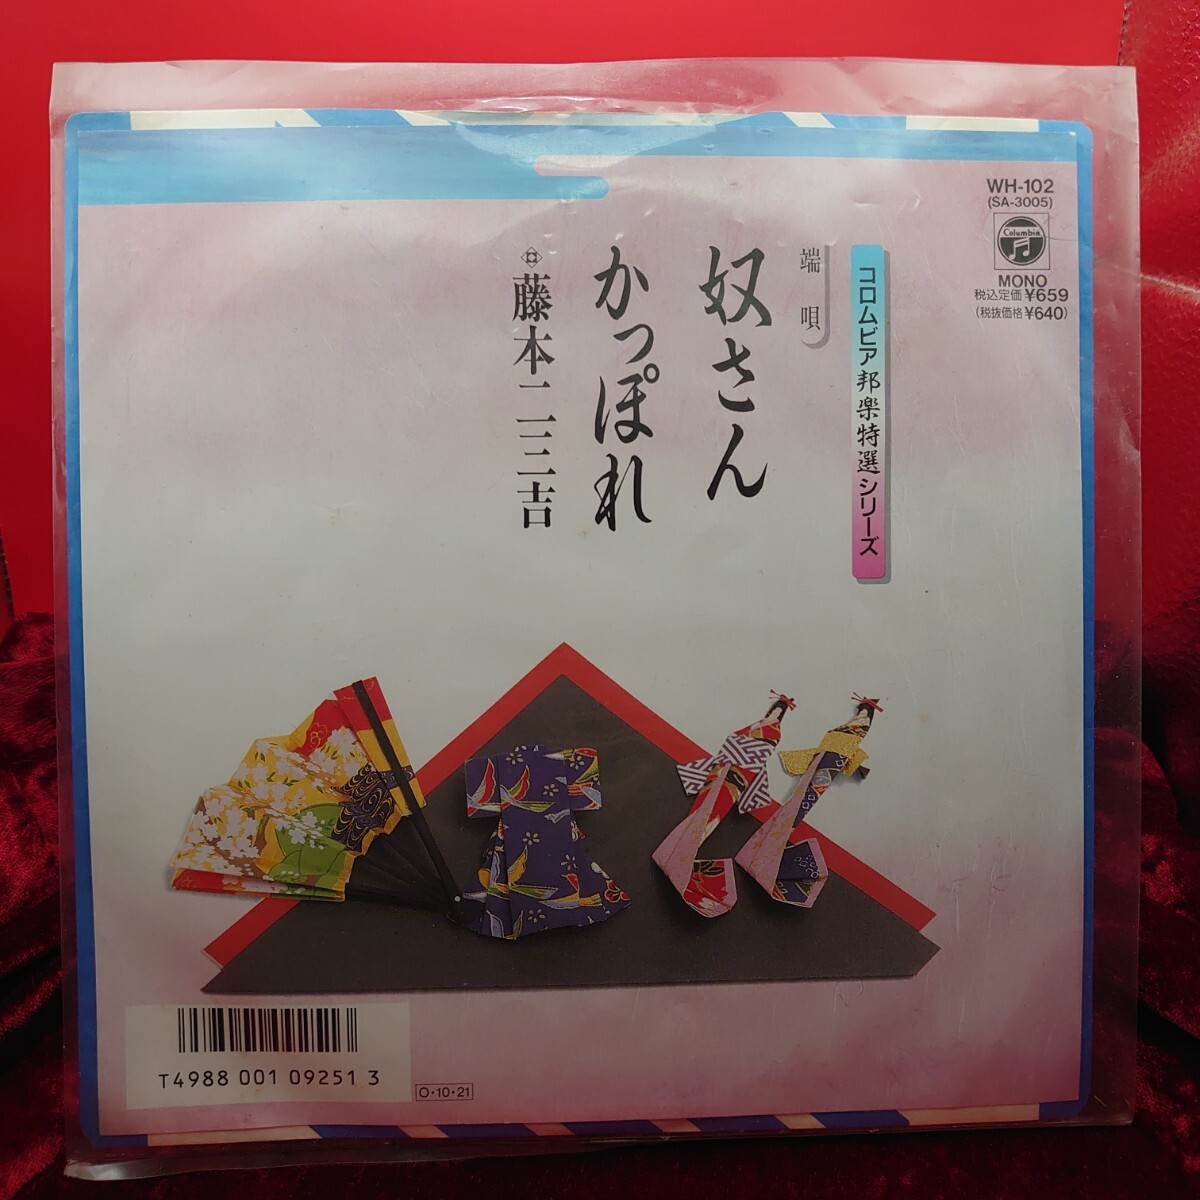 WH-102
(SA-3005)
Columbia
MONO
税込定価¥659
(税抜価格¥640)
コロムビア邦楽特選シリーズ
端唄
奴さん
かっぽれ
藤本二三吉
T4988 001 09251 3
O・10・21